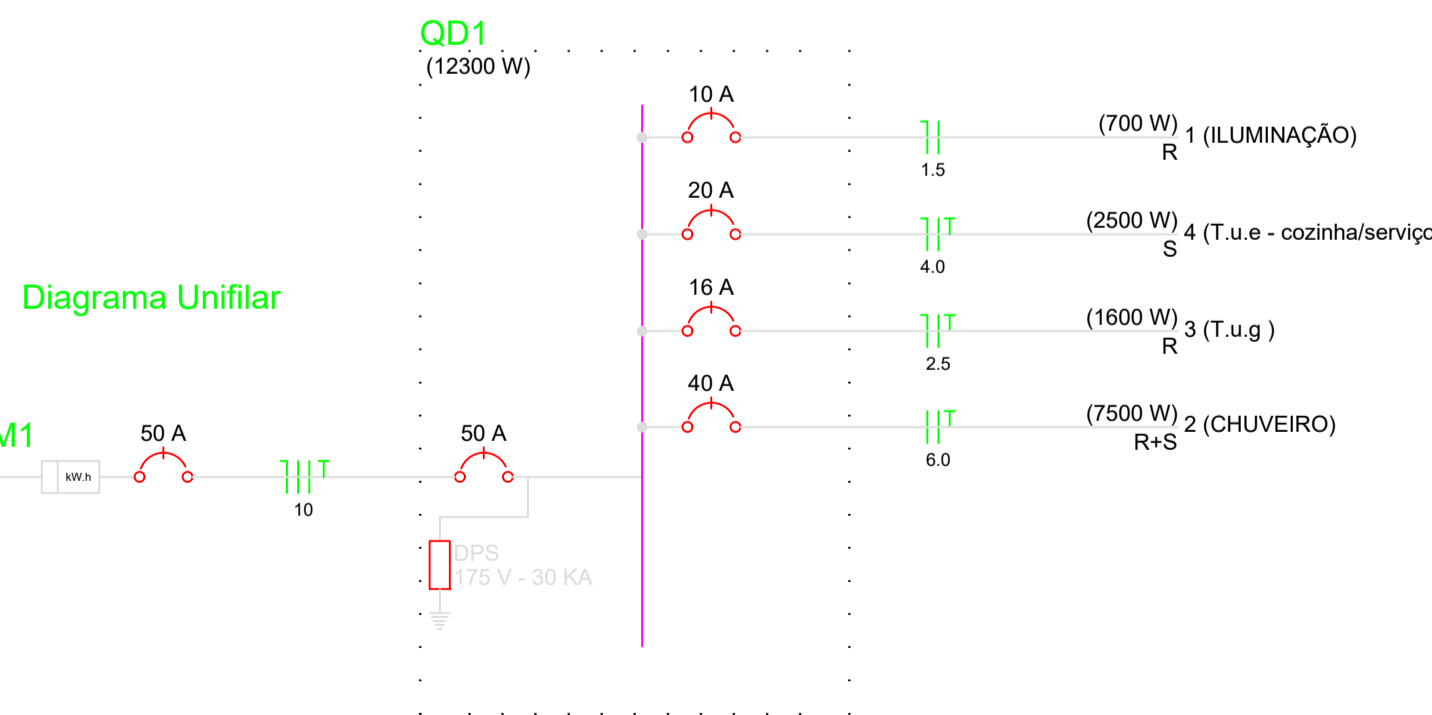 QD1
(12300 W)
10 A
(700 W)
1 (ILUMINAÇÃO)
R
1.5
20 A
(2500 W)
4 (T.u.e - cozinha/serviço
S
T
4.0
Diagrama Unifilar
16 A
(1600 W)
3 (T.u.g )
R
T
2.5
40 A
(7500 W)
2 (CHUVEIRO)
R+S
T
6.0
M1
50 A
50 A
kW.h
T
10
DPS
175 V - 30 KA